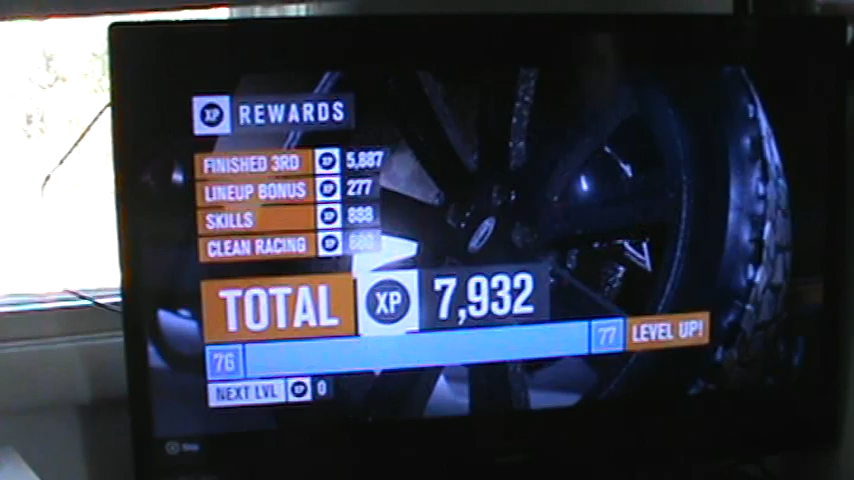 XP REWARDS
FINISHED 3RD XP 5,887
LINEUP BONUS XP 277
SKILLS XP 888
CLEAN RACING XP
TOTAL XP 7,932
76 77 LEVEL UP!
NEXT LVL XP 0